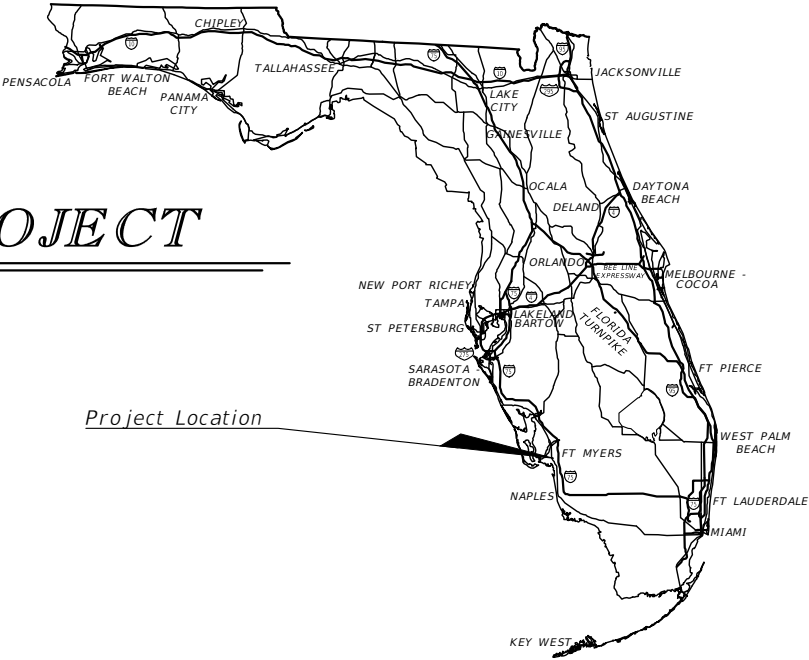 CHIPLEY
PENSACOLA
FORT WALTON
BEACH
PANAMA
CITY
TALLAHASSEE
LAKE
CITY
JACKSONVILLE
ST AUGUSTINE
GAINESVILLE
OCALA
DELAND
DAYTONA
BEACH
OJECT
ORLANDO
BEE LINE
EXPRESSWAY
MELBOURNE -
COCOA
NEW PORT RICHEY
TAMPA
LAKELAND
BARTOW
ST PETERSBURG
FLORIDA
TURNPIKE
SARASOTA -
BRADENTON
FT PIERCE
Project Location
WEST PALM
BEACH
FT MYERS
NAPLES
FT LAUDERDALE
MIAMI
KEY WEST